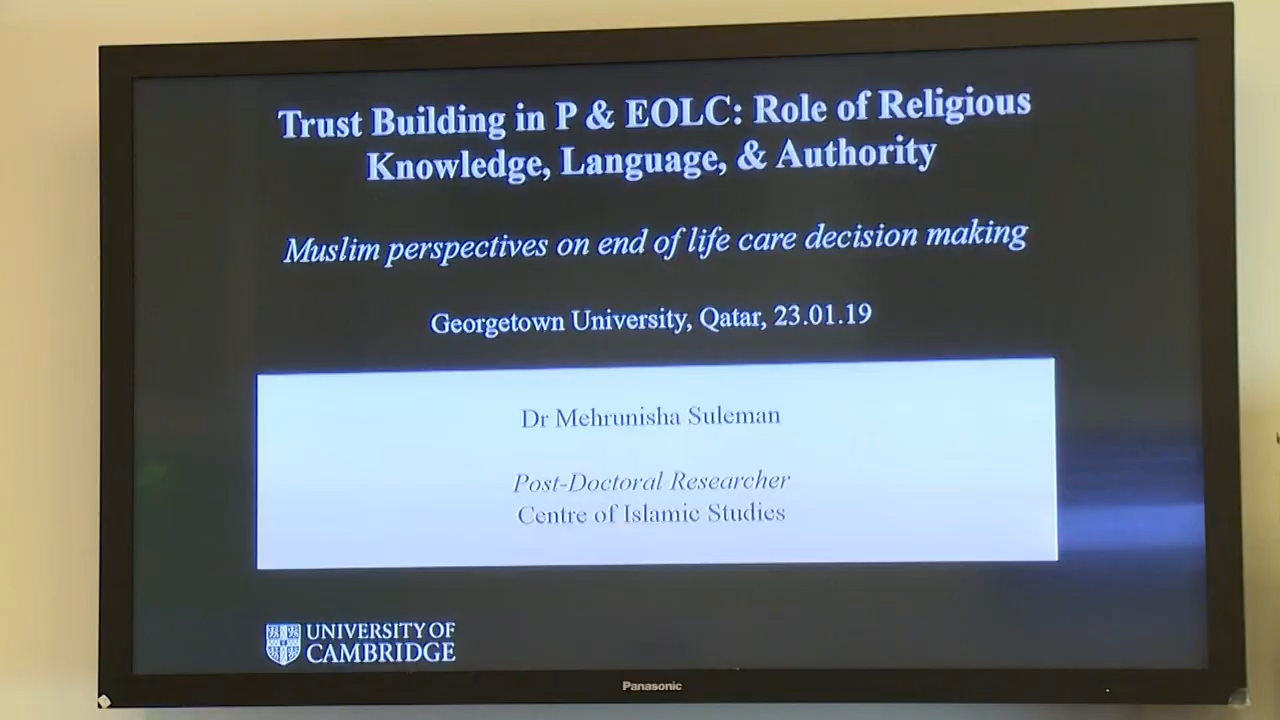 Trust Building in P & EOLC: Role of Religious
Knowledge, Language, & Authority
Muslim perspectives on end of life care decision making
Georgetown University, Qatar, 23.01.19
Dr Mehrunisha Suleman
Post-Doctoral Researcher
Centre of Islamic Studies
UNIVERSITY OF
CAMBRIDGE
Panasonic